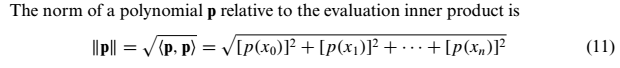 The norm of a polynomial p relative to the evaluation inner product is
‖p‖ = √⟨p, p⟩ = √[p(x₀)]² + [p(x₁)]² + ⋯ + [p(xₙ)]² (11)